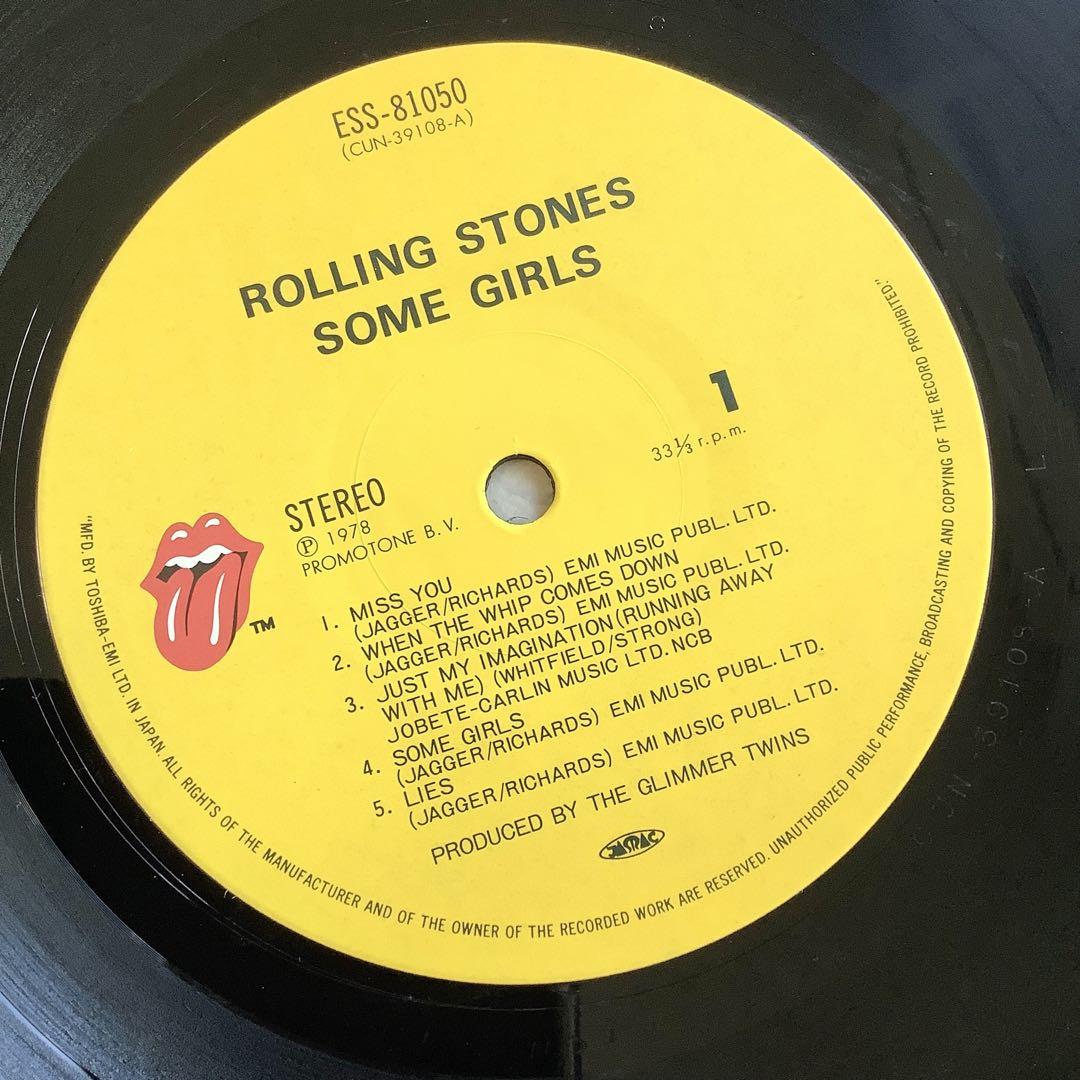 ESS-81050
(CUN-39108-A)
ROLLING STONES
SOME GIRLS
1
33⅓ r.p.m.
STEREO
Ⓟ 1978
PROMOTONE B.V.
TM
1. MISS YOU
(JAGGER/RICHARDS) EMI MUSIC PUBL. LTD.
2. WHEN THE WHIP COMES DOWN
(JAGGER/RICHARDS) EMI MUSIC PUBL. LTD.
3. JUST MY IMAGINATION (RUNNING AWAY
WITH ME) (WHITFIELD/STRONG)
JOBETE-CARLIN MUSIC LTD. NCB
4. SOME GIRLS
(JAGGER/RICHARDS) EMI MUSIC PUBL. LTD.
5. LIES
(JAGGER/RICHARDS) EMI MUSIC PUBL. LTD.
PRODUCED BY THE GLIMMER TWINS
JASRAC
"MFD. BY TOSHIBA-EMI LTD. IN JAPAN. ALL RIGHTS OF THE MANUFACTURER AND OF THE OWNER OF THE RECORDED WORK ARE RESERVED. UNAUTHORIZED PUBLIC PERFORMANCE, BROADCASTING AND COPYING OF THE RECORD PROHIBITED."
39108-A